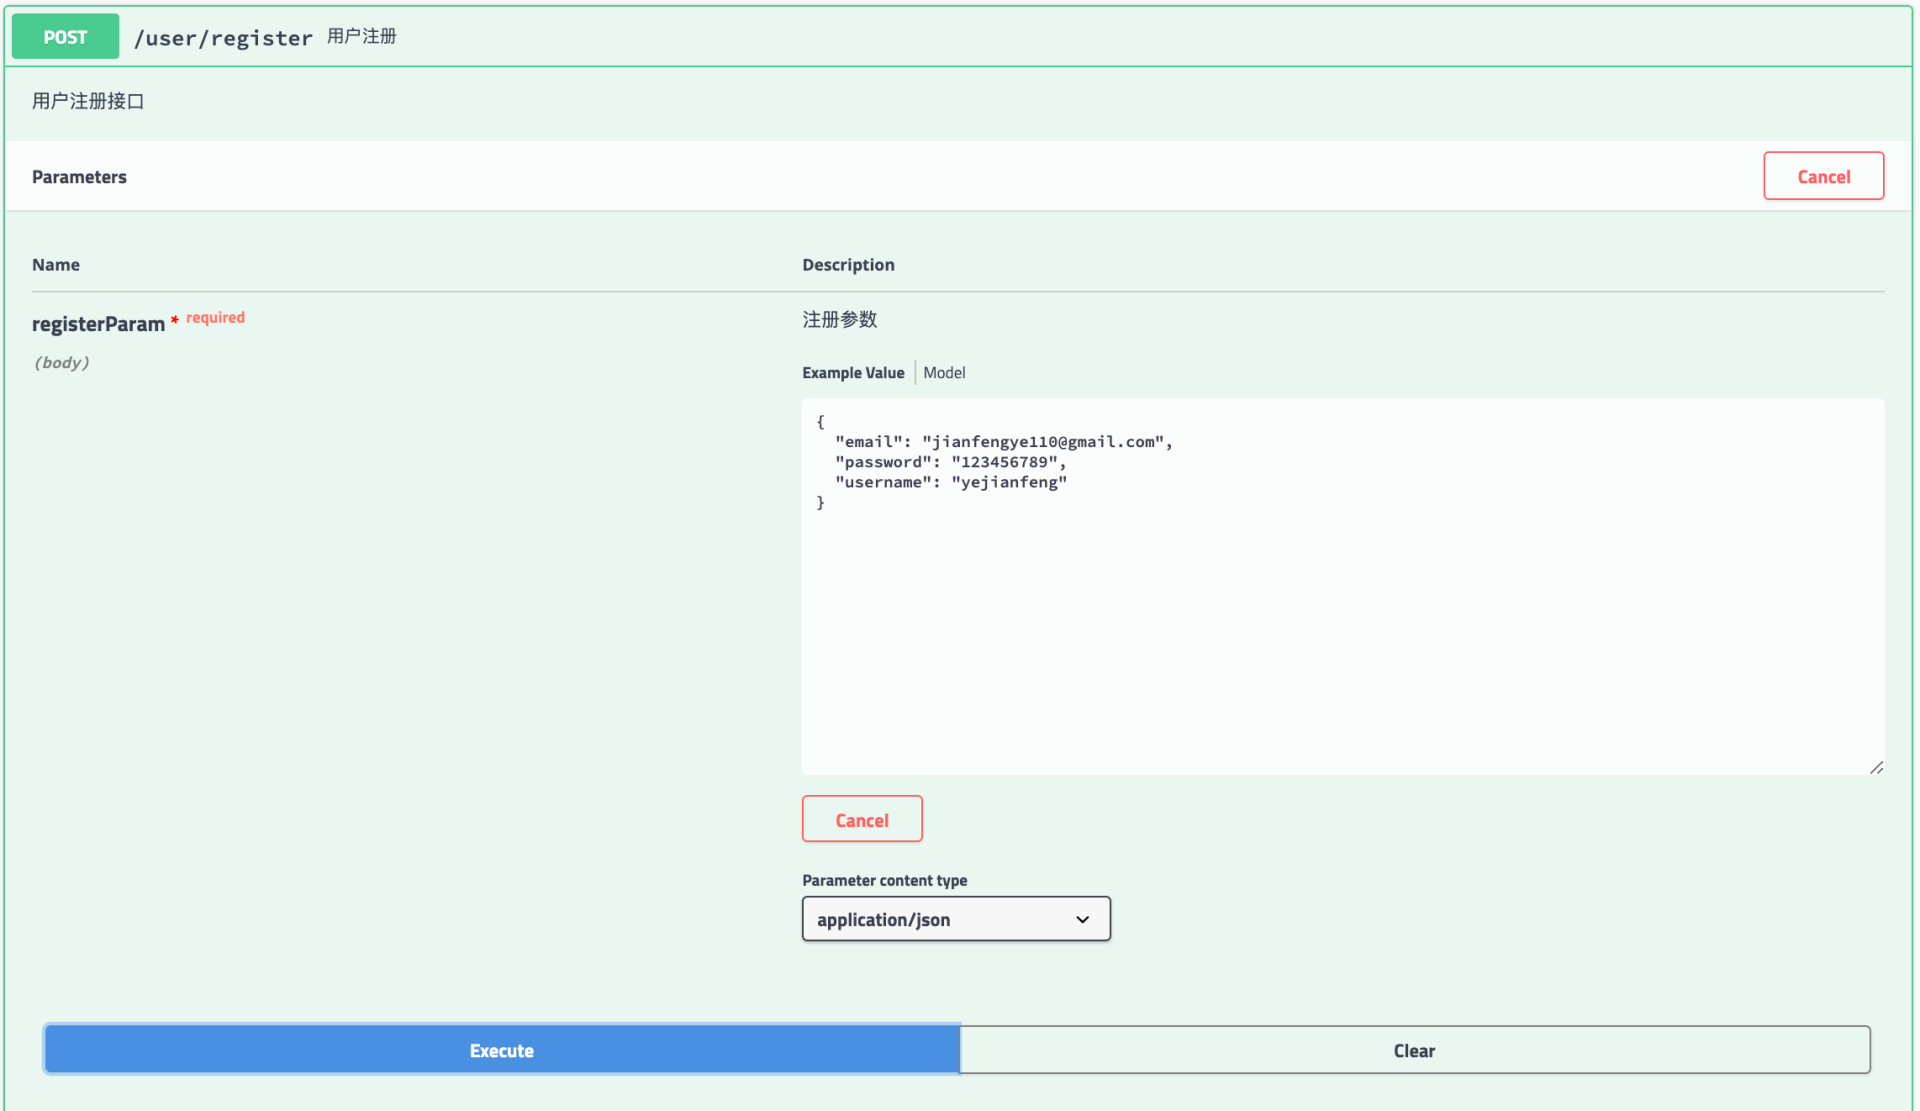 POST /user/register 用户注册
用户注册接口
Parameters Cancel
Name Description
registerParam * required 注册参数
(body)
Example Value Model
{
"email": "jianfengye110@gmail.com",
"password": "123456789",
"username": "yejianfeng"
}
Cancel
Parameter content type
application/json
Execute Clear